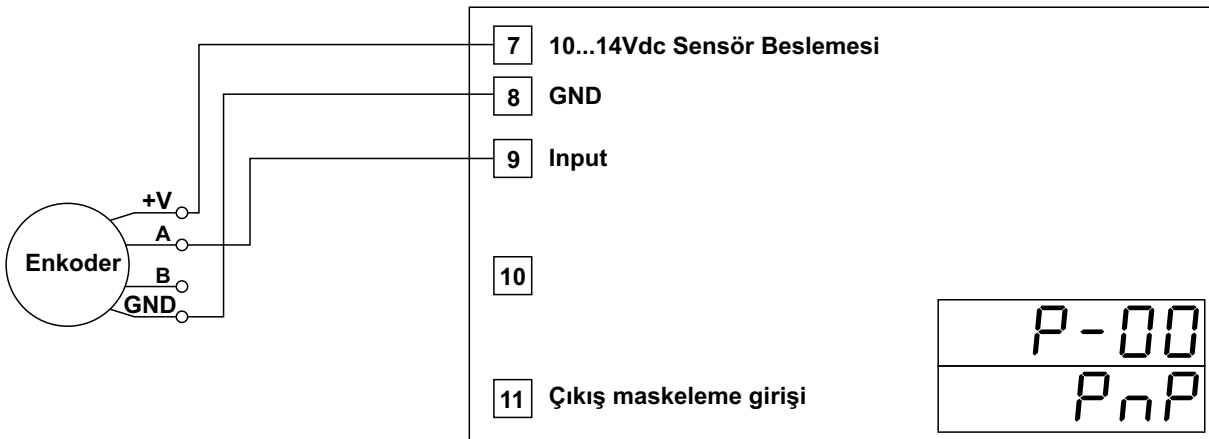 7 10...14Vdc Sensör Beslemesi
8 GND
9 Input
+V
A
Enkoder
B
GND
10
P-00
PnP
11 Çıkış maskeleme girişi